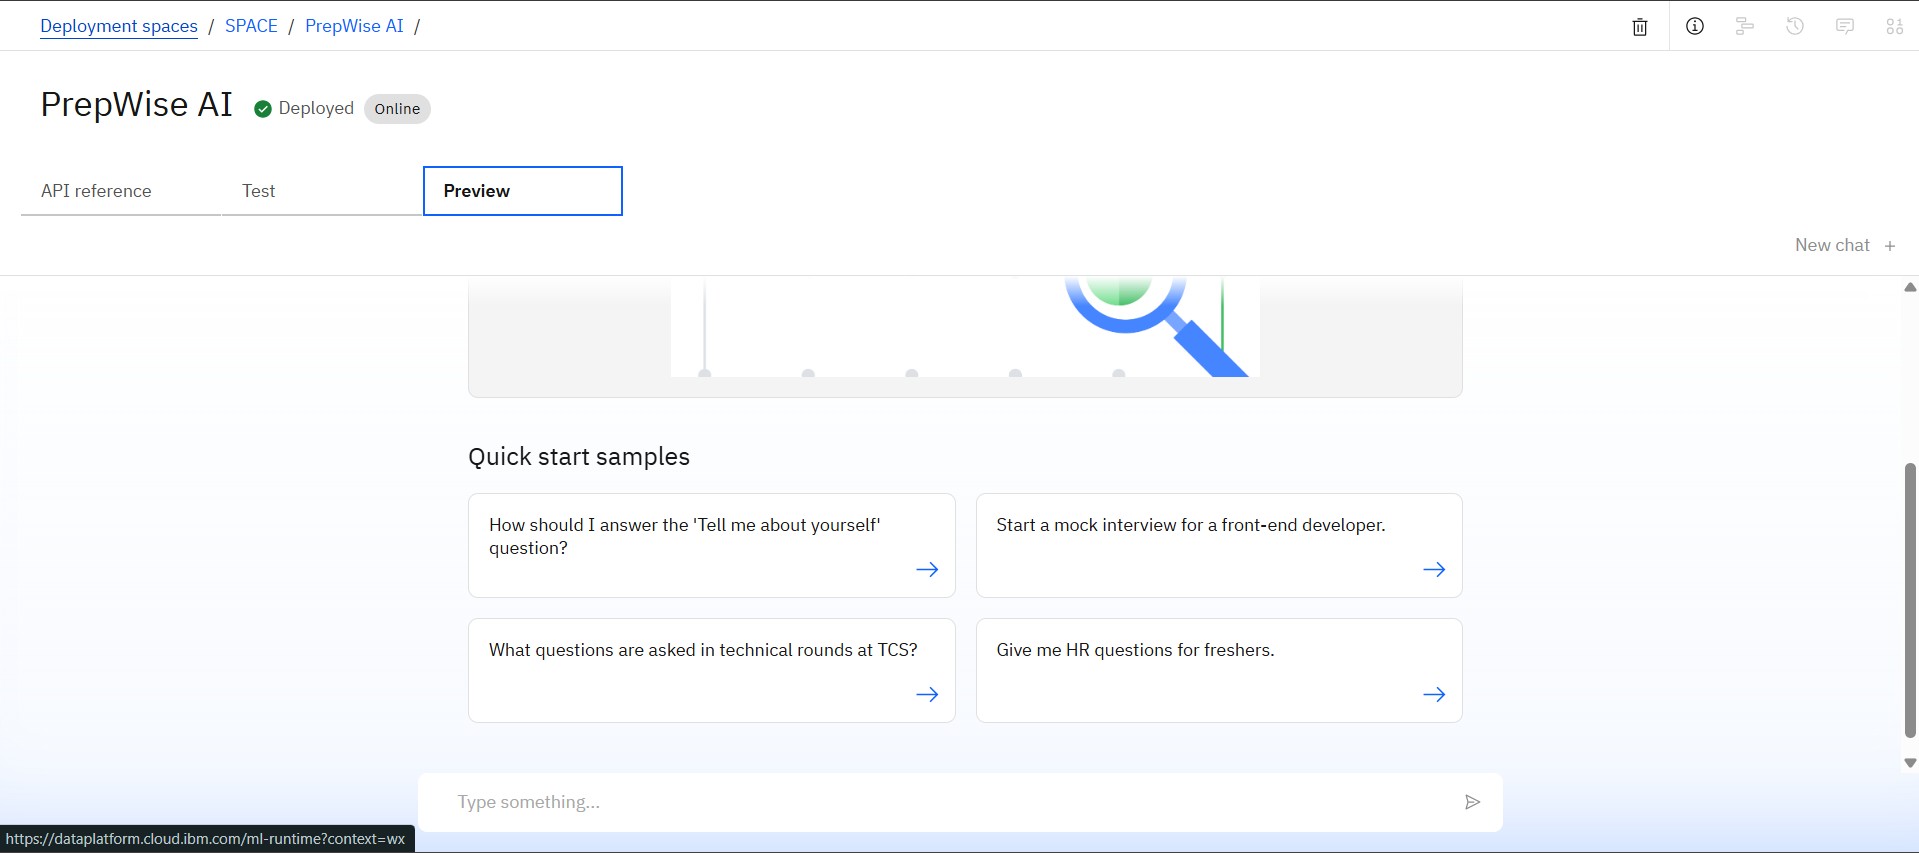 Deployment spaces / SPACE / PrepWise AI /
PrepWise AI Deployed Online
API reference Test Preview
New chat +
Quick start samples
How should I answer the 'Tell me about yourself'
question?
Start a mock interview for a front-end developer.
What questions are asked in technical rounds at TCS?
Give me HR questions for freshers.
Type something...
https://dataplatform.cloud.ibm.com/ml-runtime?context=wx